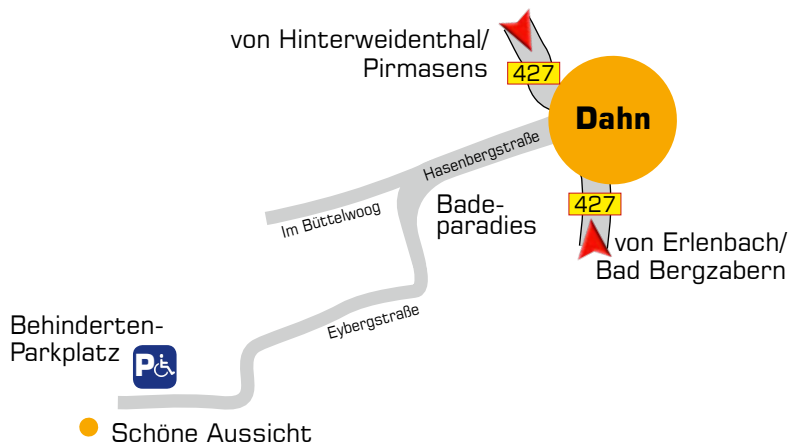 von Hinterweidenthal/
Pirmasens
427
Dahn
Hasenbergstraße
427
Im Büttelwoog
Bade-
paradies
von Erlenbach/
Bad Bergzabern
Eybergstraße
Behinderten-
Parkplatz
P
Schöne Aussicht